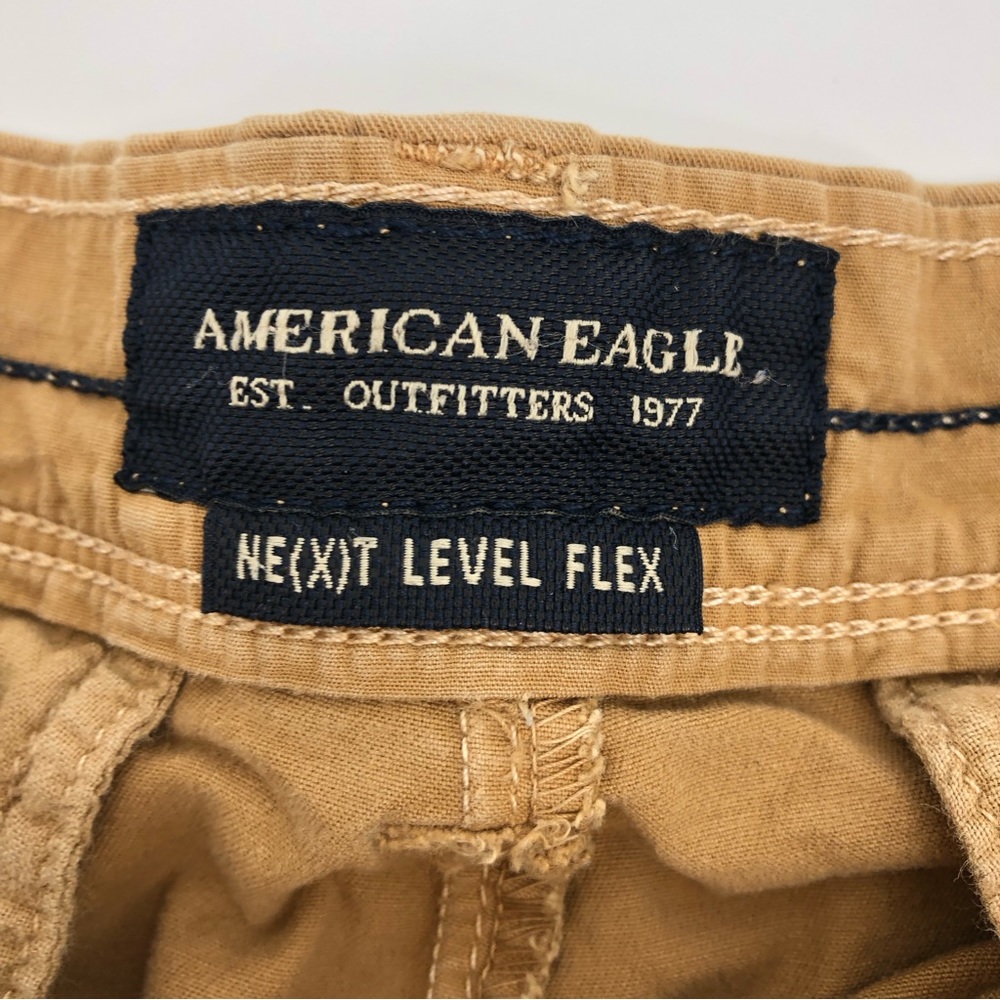 AMERICAN EAGLE
EST. OUTFITTERS 1977
NE(X)T LEVEL FLEX